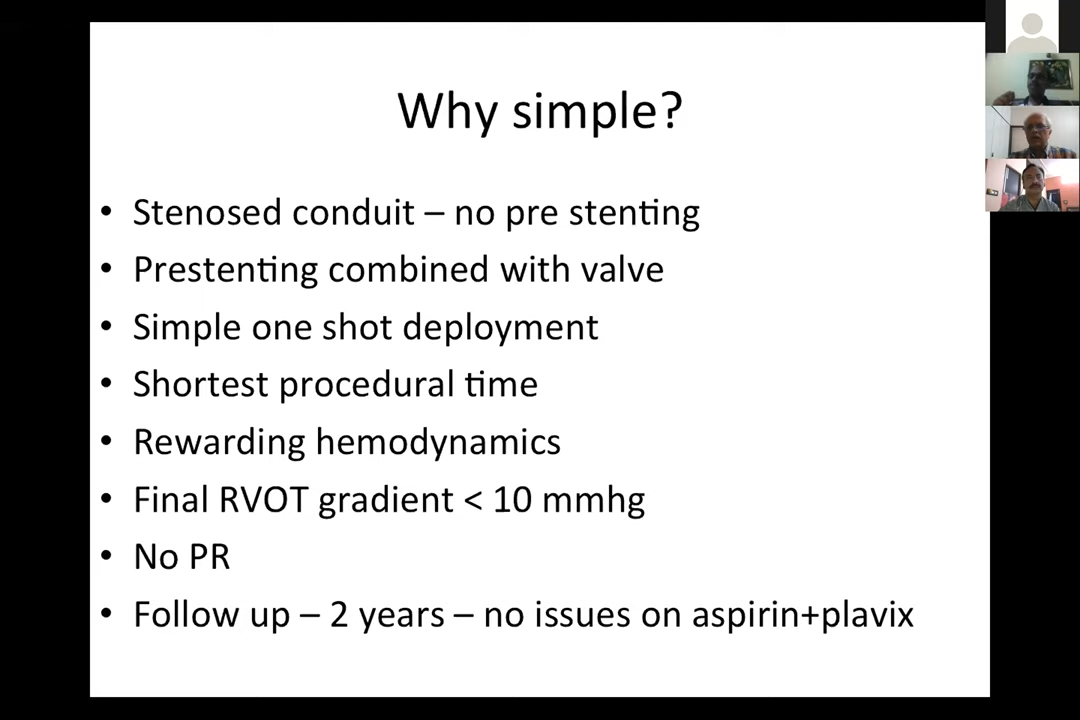 Why simple?
• Stenosed conduit – no pre stenting
• Prestenting combined with valve
• Simple one shot deployment
• Shortest procedural time
• Rewarding hemodynamics
• Final RVOT gradient < 10 mmhg
• No PR
• Follow up – 2 years – no issues on aspirin+plavix